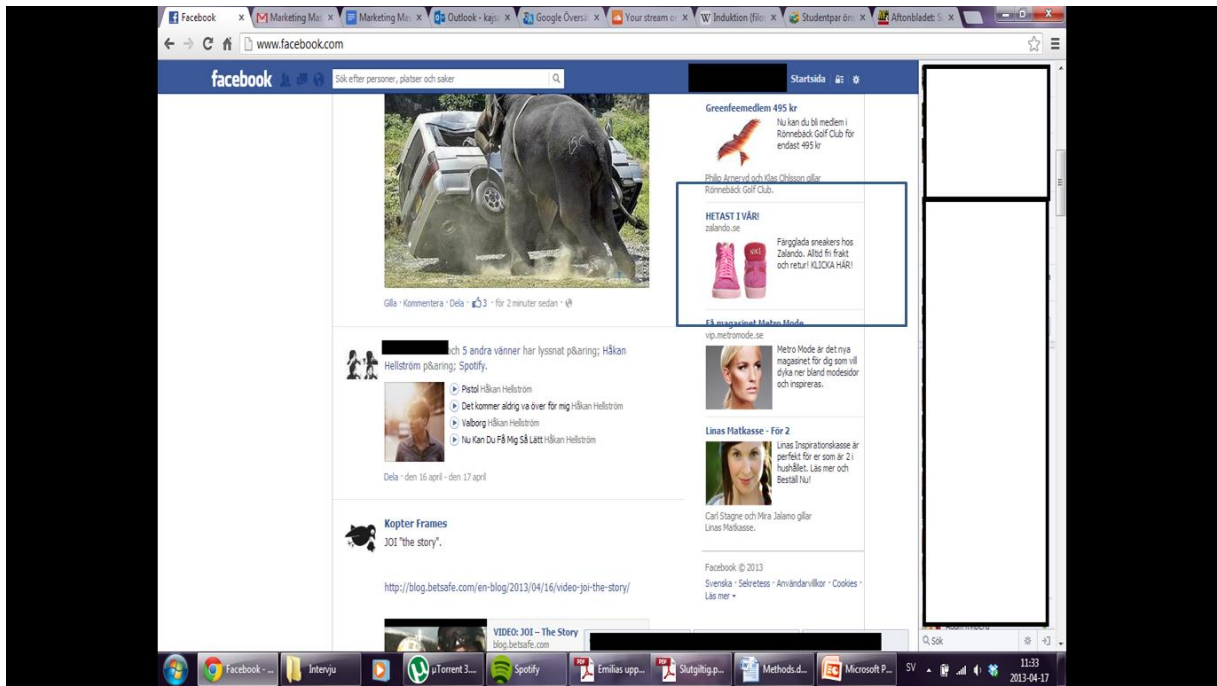 Facebook
Marketing Mas
Marketing Ma
Outlook - kajs
Google Översä
Your stream o
Induktion (filo
Studentpar öre
Aftonbladet: S
www.facebook.com
facebook
Sök efter personer, platser och saker
Startsida
Gilla · Kommentera · Dela · 3 · för 2 minuter sedan ·
och 5 andra vänner har lyssnat p&aring; Håkan
Hellström p&aring; Spotify.
Pistol Håkan Hellström
Det kommer aldrig va över för mig Håkan Hellström
Valborg Håkan Hellström
Nu Kan Du Få Mig Så Lätt Håkan Hellström
Dela · den 16 april - den 17 april
Kopter Frames
JOI "the story".
http://blog.betsafe.com/en-blog/2013/04/16/video-joi-the-story/
VIDEO: JOI – The Story
blog.betsafe.com
Greenfeemedlem 495 kr
Nu kan du bli medlem i
Rönnebäck Golf Club för
endast 495 kr
Philip Arnervd och Klas Ohlsson gillar
Rönnebäck Golf Club.
HETAST I VÅR!
zalando.se
Färgglada sneakers hos
Zalando. Alltid fri frakt
och retur! KLICKA HÄR!
Få magasinet Metro Mode
vip.metromode.se
Metro Mode är det nya
magasinet för dig som vill
dyka ner bland modesidor
och inspireras.
Linas Matkasse - För 2
Linas Inspirationskasse är
perfekt för er som är 2 i
hushållet. Läs mer och
Beställ Nu!
Carl Stagne och Mira Jalamo gillar
Linas Matkasse.
Facebook © 2013
Svenska · Sekretess · Användarvillkor · Cookies ·
Läs mer
Sök
Facebook - ...
Intervju
µTorrent 3....
Spotify
Emilias upp...
Slutgiltig.p...
Methods.d...
Microsoft P...
SV
11:33
2013-04-17